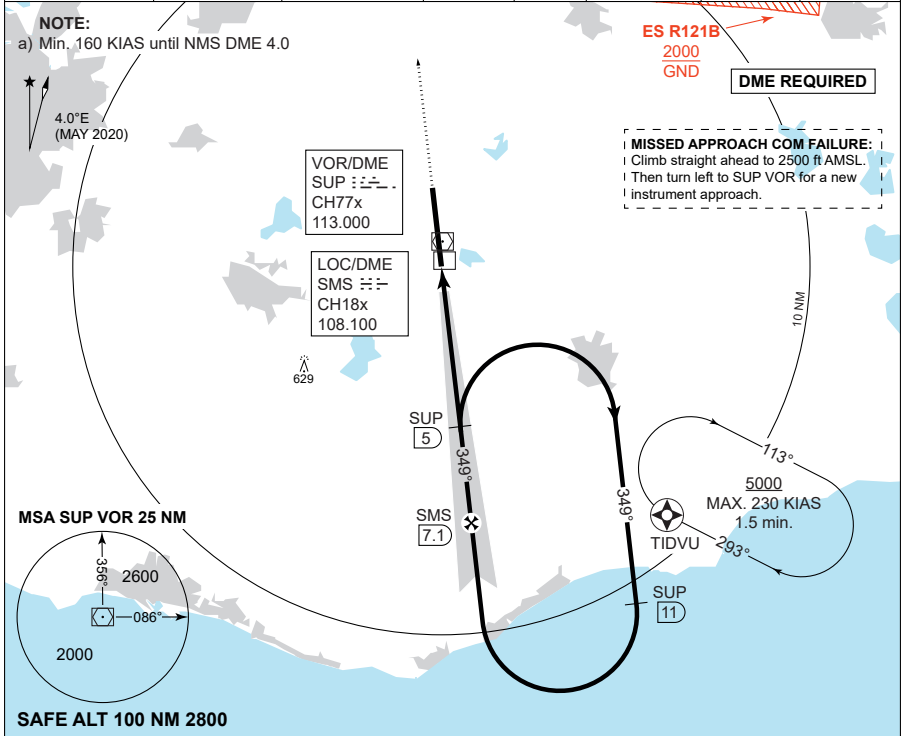 NOTE:
a) Min. 160 KIAS until NMS DME 4.0
4.0°E
(MAY 2020)
ES R121B
2000
GND
DME REQUIRED
MISSED APPROACH COM FAILURE:
Climb straight ahead to 2500 ft AMSL.
Then turn left to SUP VOR for a new
instrument approach.
VOR/DME
SUP
CH77x
113.000
LOC/DME
SMS
CH18x
108.100
10 NM
629
SUP
5
349°
349°
SMS
7.1
113°
5000
MAX. 230 KIAS
1.5 min.
293°
TIDVU
SUP
11
MSA SUP VOR 25 NM
356°
2600
086°
2000
SAFE ALT 100 NM 2800